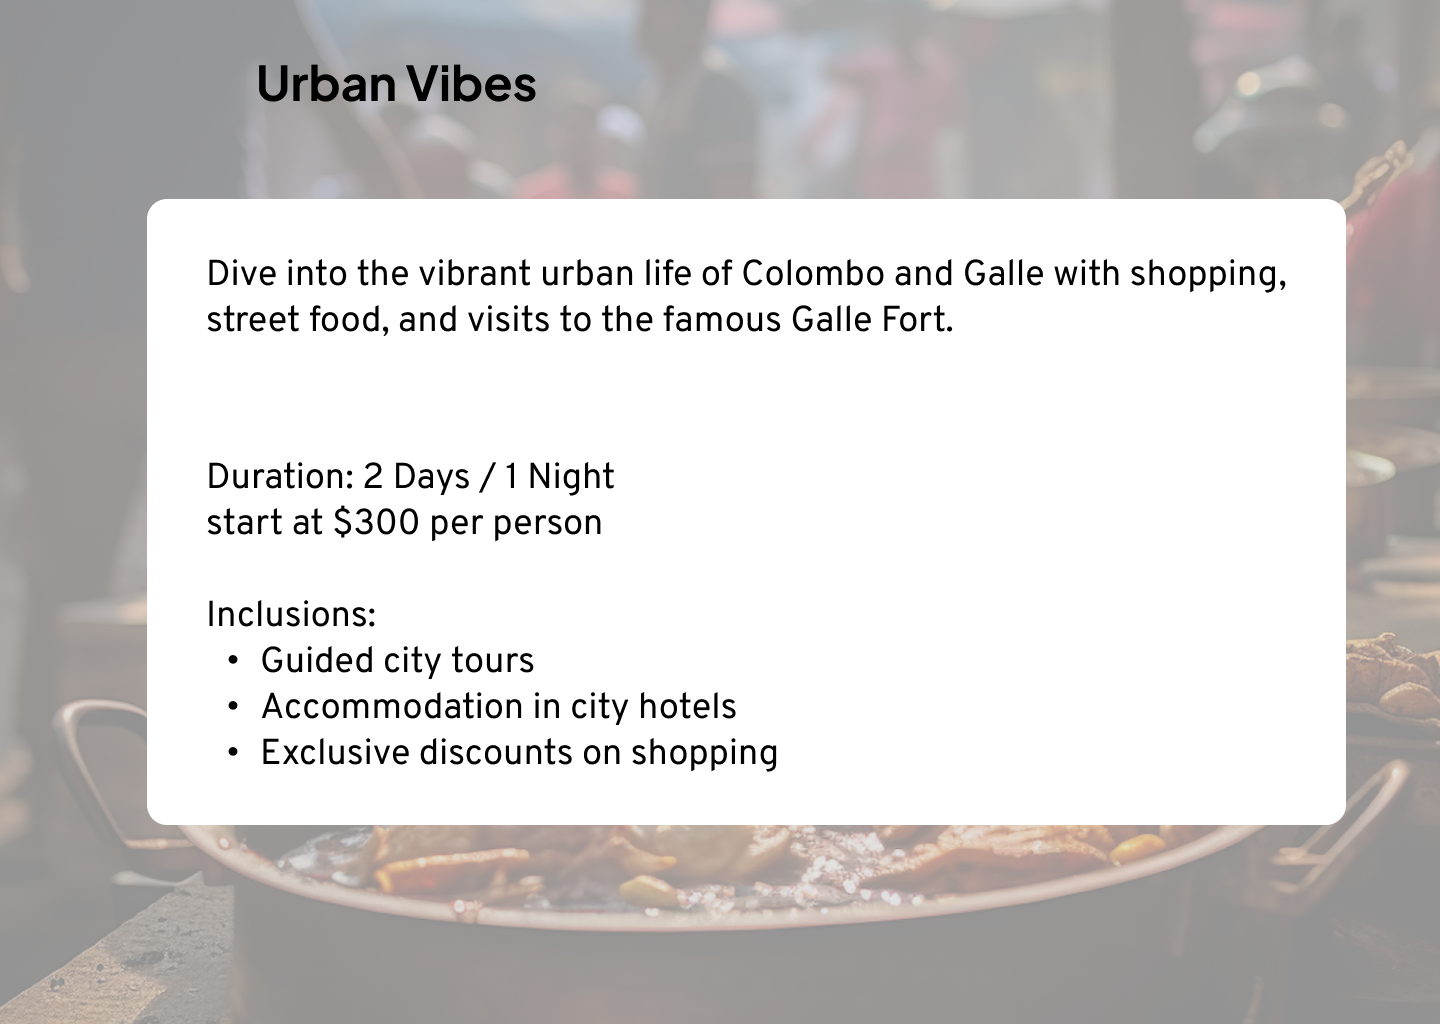 Urban Vibes
Dive into the vibrant urban life of Colombo and Galle with shopping,
street food, and visits to the famous Galle Fort.
Duration: 2 Days / 1 Night
start at $300 per person
Inclusions:
• Guided city tours
• Accommodation in city hotels
• Exclusive discounts on shopping